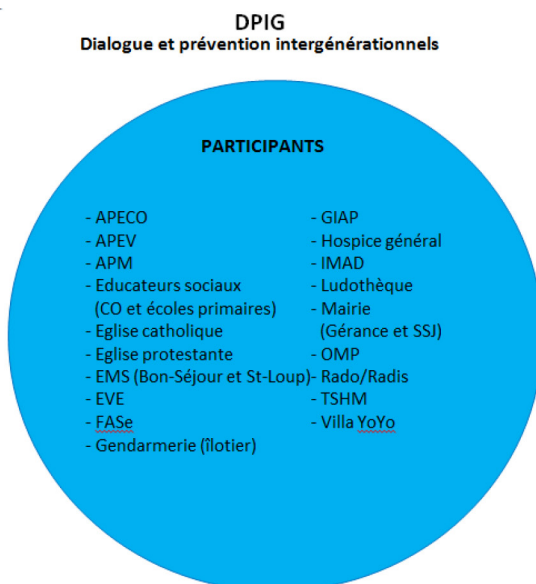 DPIG
Dialogue et prévention intergénérationnels
PARTICIPANTS
- APECO
- APEV
- APM
- Educateurs sociaux
(CO et écoles primaires)
- Eglise catholique
- Eglise protestante
- EMS (Bon-Séjour et St-Loup)
- EVE
- FASe
- Gendarmerie (îlotier)
- GIAP
- Hospice général
- IMAD
- Ludothèque
- Mairie
(Gérance et SSJ)
- OMP
- Rado/Radis
- TSHM
- Villa YoYo